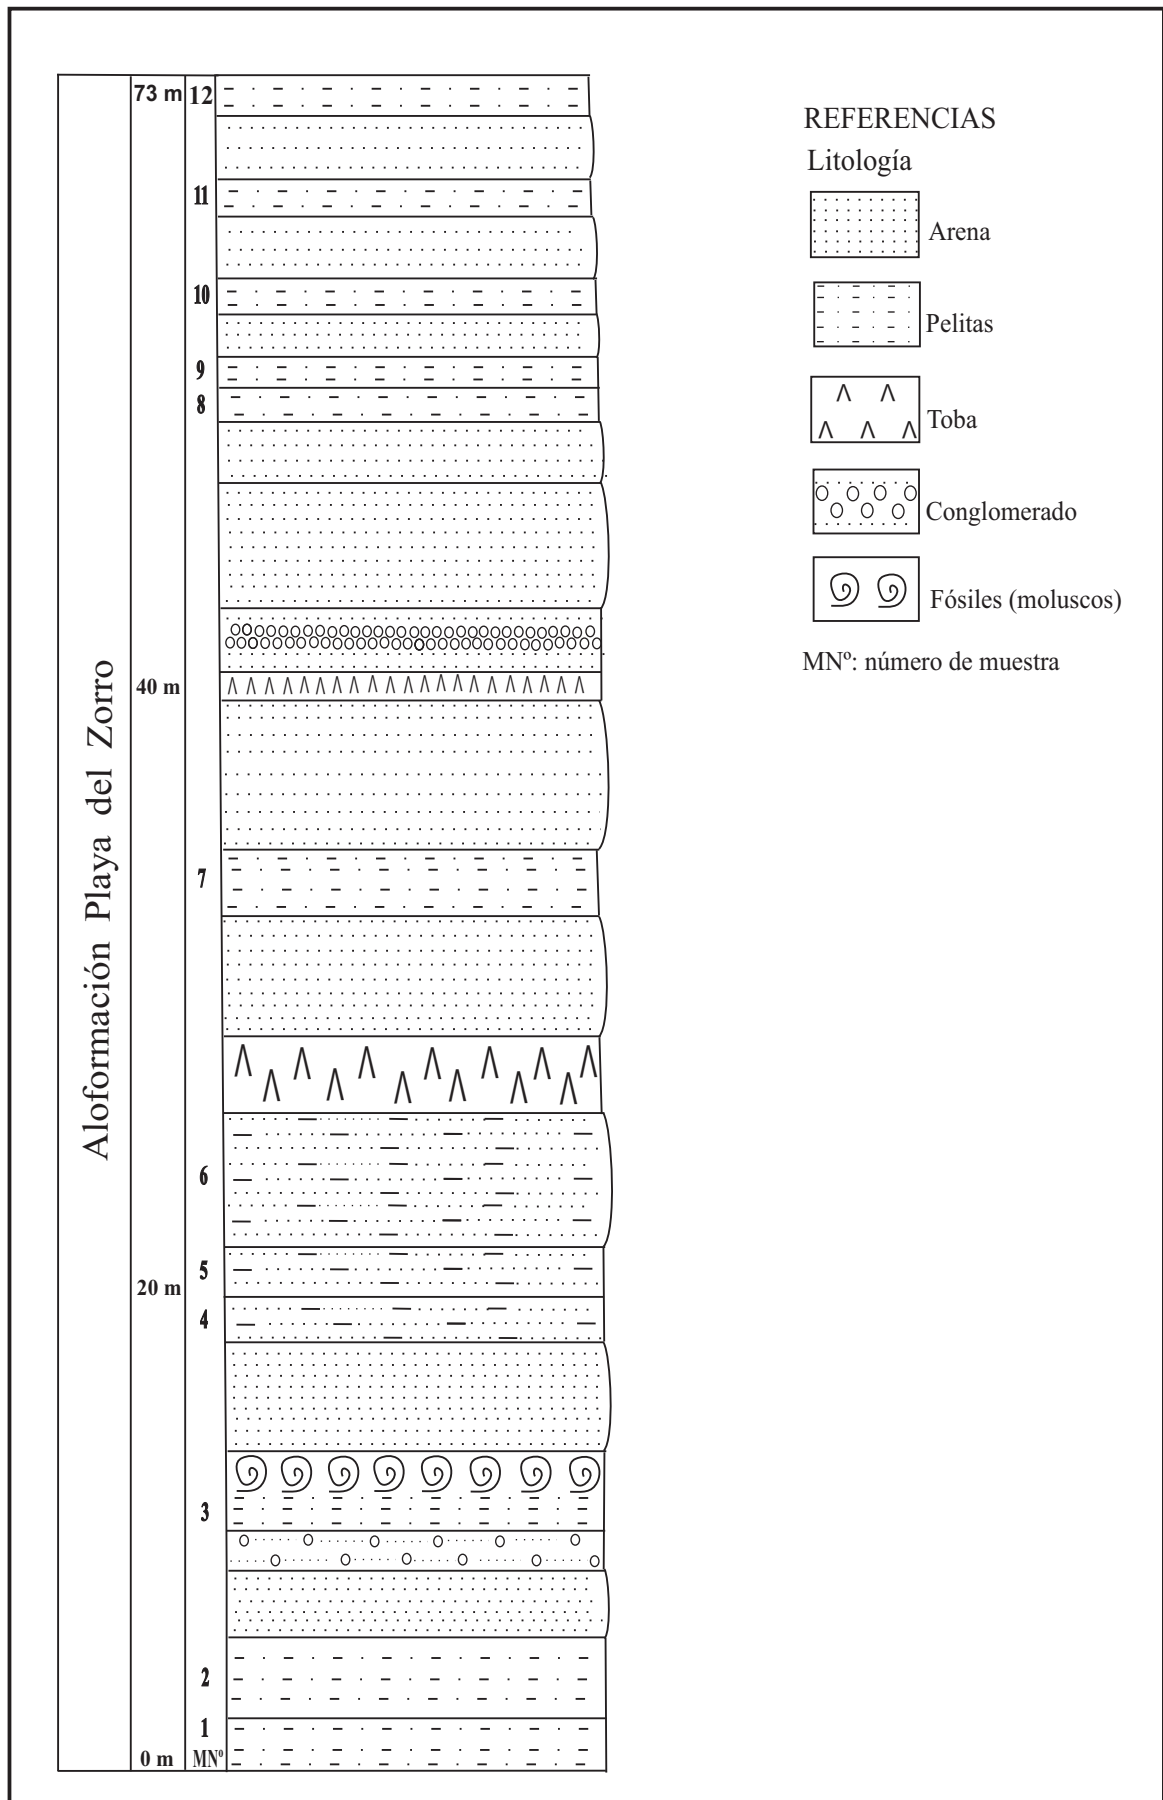 Aloformación Playa del Zorro
73 m
40 m
20 m
0 m
12
11
10
9
8
7
6
5
4
3
2
1
MNº
REFERENCIAS
Litología
Arena
Pelitas
Toba
Conglomerado
Fósiles (moluscos)
MNº: número de muestra